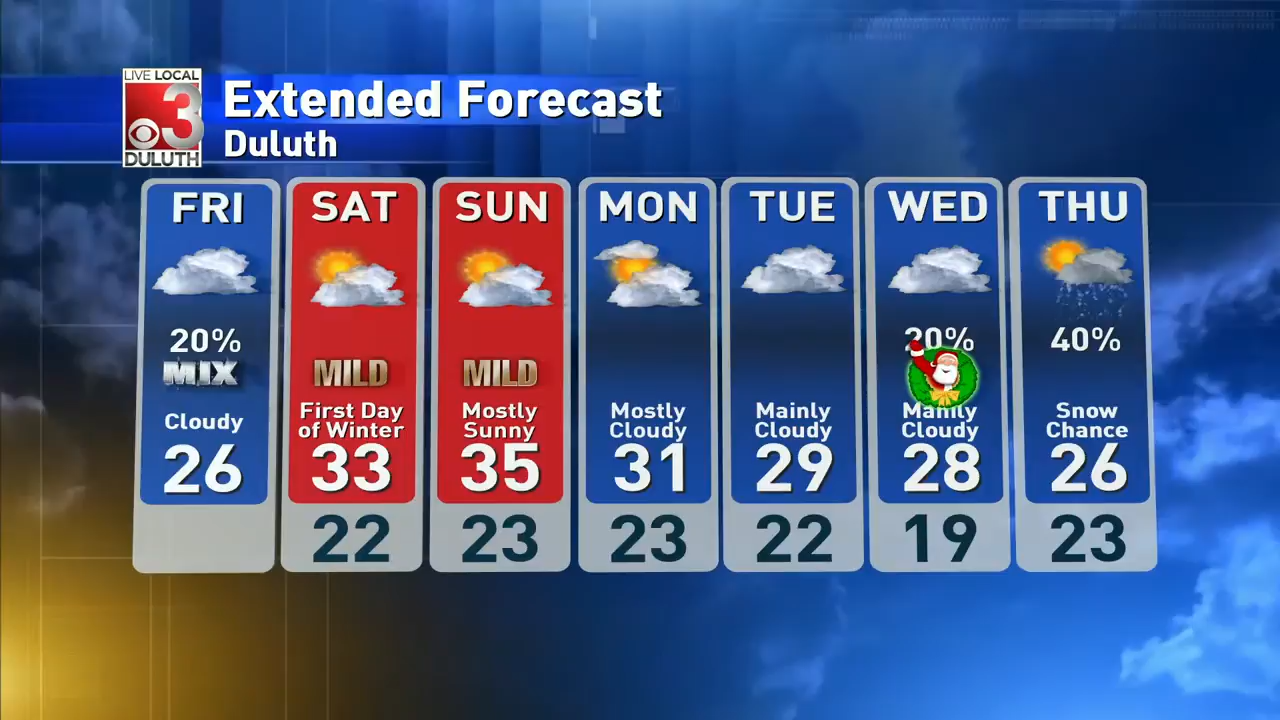 LIVE LOCAL
3
DULUTH
Extended Forecast
Duluth
FRI
20%
MIX
Cloudy
26
SAT
MILD
First Day
of Winter
33
22
SUN
MILD
Mostly
Sunny
35
23
MON
Mostly
Cloudy
31
23
TUE
Mainly
Cloudy
29
22
WED
20%
Mainly
Cloudy
28
19
THU
40%
Snow
Chance
26
23